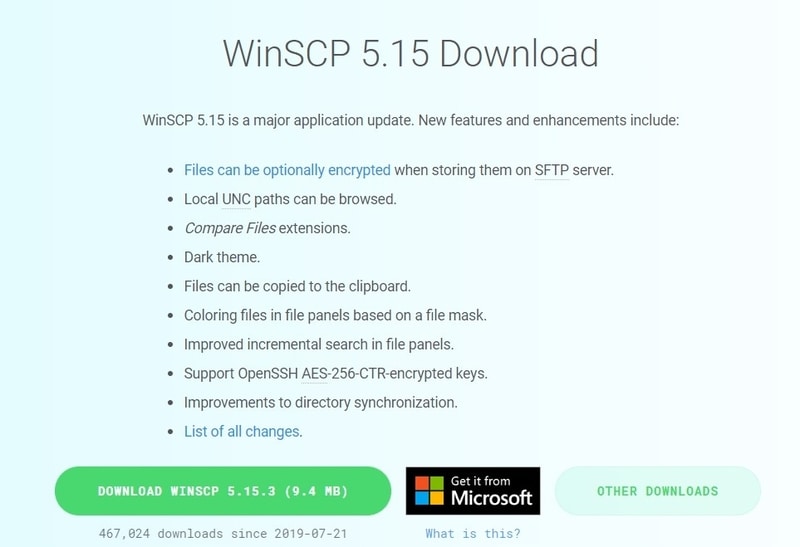 WinSCP 5.15 Download
WinSCP 5.15 is a major application update. New features and enhancements include:
• Files can be optionally encrypted when storing them on SFTP server.
• Local UNC paths can be browsed.
• Compare Files extensions.
• Dark theme.
• Files can be copied to the clipboard.
• Coloring files in file panels based on a file mask.
• Improved incremental search in file panels.
• Support OpenSSH AES-256-CTR-encrypted keys.
• Improvements to directory synchronization.
• List of all changes.
DOWNLOAD WINSCP 5.15.3 (9.4 MB)
Get it from
Microsoft
OTHER DOWNLOADS
467,024 downloads since 2019-07-21
What is this?